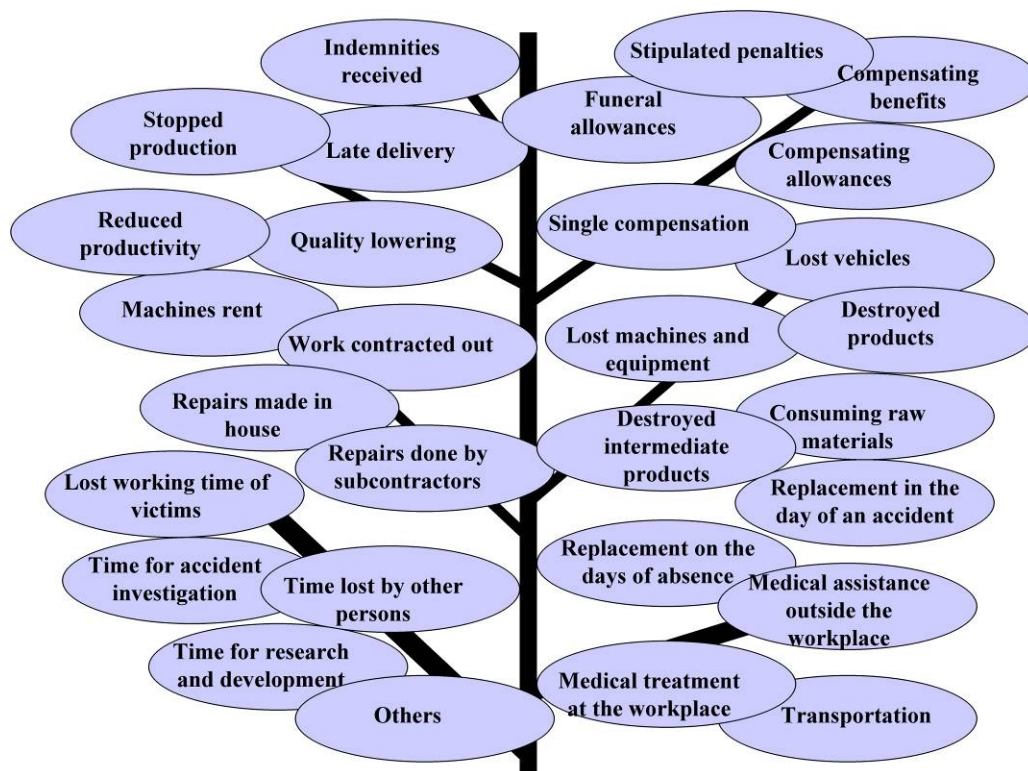 Indemnities
received
Stipulated penalties
Compensating
benefits
Stopped
production
Late delivery
Funeral
allowances
Compensating
allowances
Reduced
productivity
Quality lowering
Single compensation
Lost vehicles
Machines rent
Work contracted out
Lost machines and
equipment
Destroyed
products
Repairs made in
house
Repairs done by
subcontractors
Destroyed
intermediate
products
Consuming raw
materials
Lost working time of
victims
Replacement in the
day of an accident
Time for accident
investigation
Time lost by other
persons
Replacement on the
days of absence
Medical assistance
outside the
workplace
Time for research
and development
Others
Medical treatment
at the workplace
Transportation